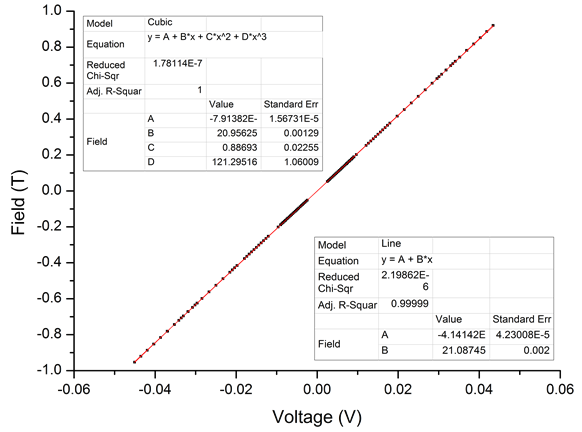 Model Cubic
Equation y = A + B*x + C*x^2 + D*x^3
Reduced Chi-Sqr 1.78114E-7
Adj. R-Squar 1
Value Standard Err
Field A -7.91382E- 1.56731E-5
B 20.95625 0.00129
C 0.88693 0.02255
D 121.29516 1.06009
Model Line
Equation y = A + B*x
Reduced Chi-Sqr 2.19862E-6
Adj. R-Squar 0.99999
Value Standard Err
Field A -4.14142E 4.23008E-5
B 21.08745 0.002
1.0
0.8
0.6
0.4
0.2
0.0
-0.2
-0.4
-0.6
-0.8
-1.0
Field (T)
-0.06 -0.04 -0.02 0.00 0.02 0.04 0.06
Voltage (V)